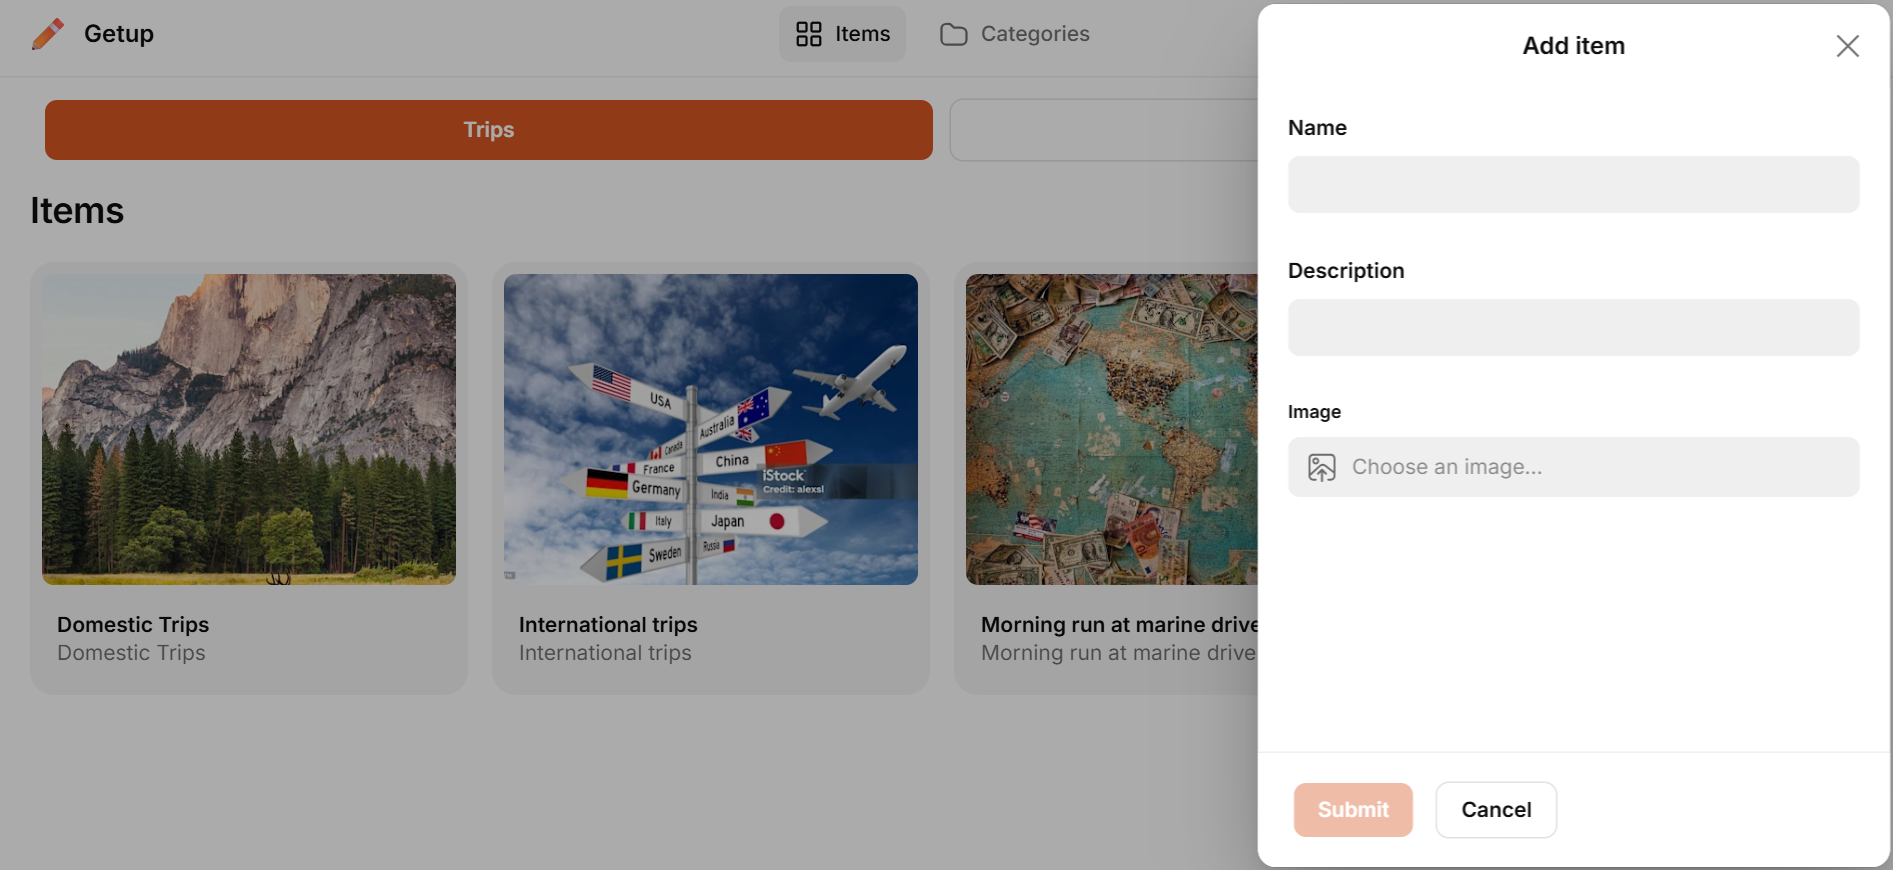 Getup
Items
Categories
Trips
Items
USA
Australia
Canada
France
China
Germany
India
iStock
Credit: alexsl
Italy
Japan
Sweden
Russia
Domestic Trips
Domestic Trips
International trips
International trips
Morning run at marine drive
Morning run at marine drive
Add item
Name
Description
Image
Choose an image...
Submit
Cancel